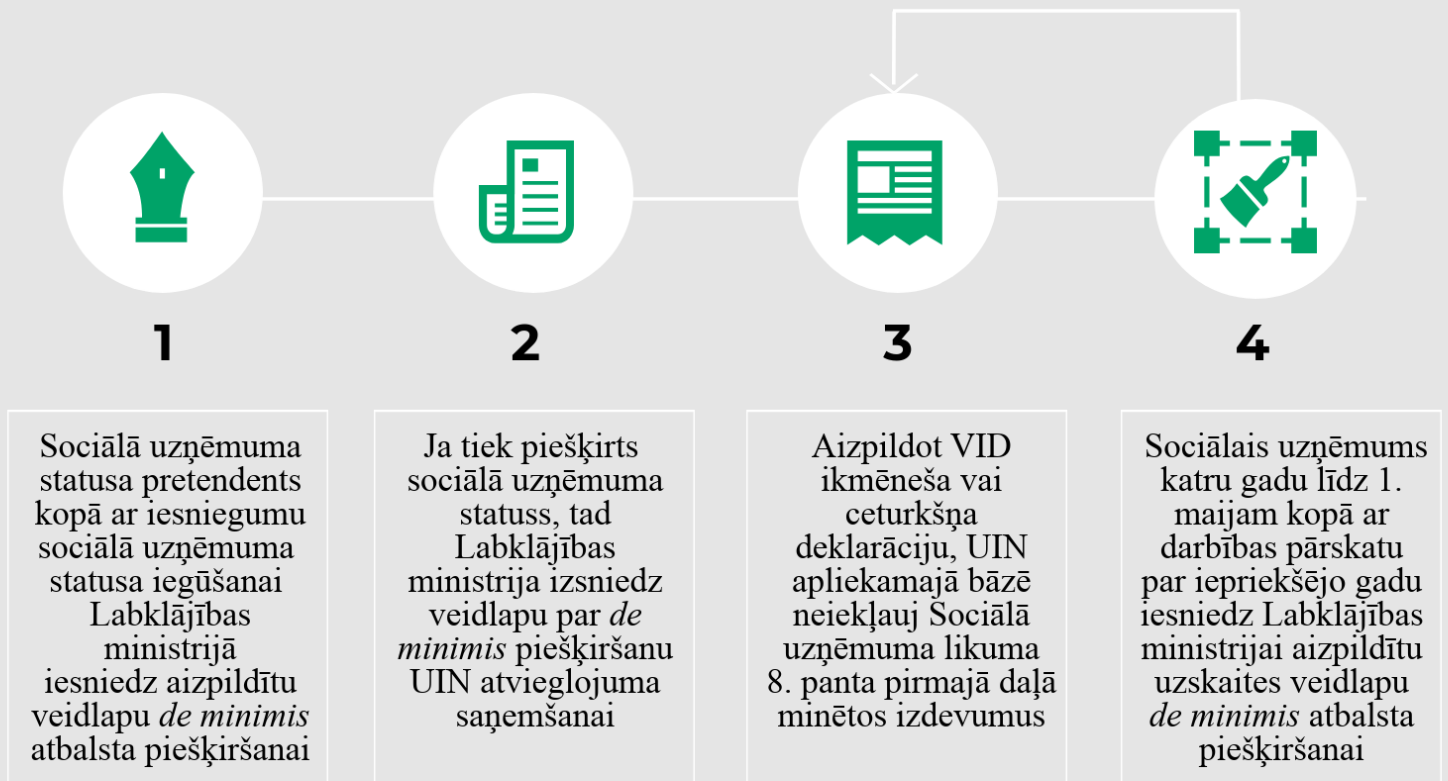 1
Sociālā uzņēmuma
statusa pretendents
kopā ar iesniegumu
sociālā uzņēmuma
statusa iegūšanai
Labklājības
ministrijā
iesniedz aizpildītu
veidlapu de minimis
atbalsta piešķiršanai
2
Ja tiek piešķirts
sociālā uzņēmuma
statuss, tad
Labklājības
ministrija izsniedz
veidlapu par de
minimis piešķiršanu
UIN atvieglojuma
saņemšanai
3
Aizpildot VID
ikmēneša vai
ceturkšņa
deklarāciju, UIN
apliekamajā bāzē
neiekļauj Sociālā
uzņēmuma likuma
8. panta pirmajā daļā
minētos izdevumus
4
Sociālais uzņēmums
katru gadu līdz 1.
maijam kopā ar
darbības pārskatu
par iepriekšējo gadu
iesniedz Labklājības
ministrijai aizpildītu
uzskaites veidlapu
de minimis atbalsta
piešķiršanai